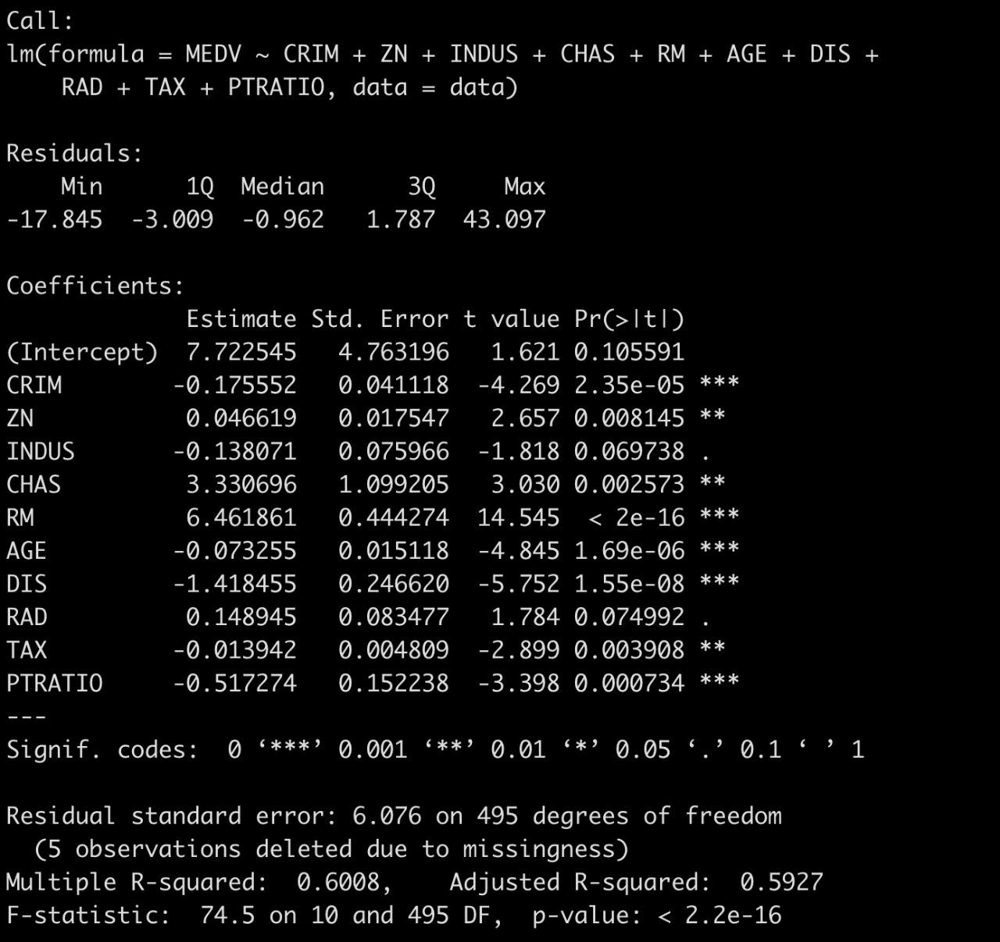 Call:
lm(formula = MEDV ~ CRIM + ZN + INDUS + CHAS + RM + AGE + DIS +
    RAD + TAX + PTRATIO, data = data)

Residuals:
    Min      1Q  Median      3Q     Max
-17.845  -3.009  -0.962   1.787  43.097

Coefficients:
             Estimate Std. Error t value Pr(>|t|)
(Intercept)  7.722545   4.763196   1.621 0.105591
CRIM        -0.175552   0.041118  -4.269 2.35e-05 ***
ZN           0.046619   0.017547   2.657 0.008145 **
INDUS       -0.138071   0.075966  -1.818 0.069738 .
CHAS         3.330696   1.099205   3.030 0.002573 **
RM           6.461861   0.444274  14.545  < 2e-16 ***
AGE         -0.073255   0.015118  -4.845 1.69e-06 ***
DIS         -1.418455   0.246620  -5.752 1.55e-08 ***
RAD          0.148945   0.083477   1.784 0.074992 .
TAX         -0.013942   0.004809  -2.899 0.003908 **
PTRATIO     -0.517274   0.152238  -3.398 0.000734 ***
---
Signif. codes:  0 ‘***’ 0.001 ‘**’ 0.01 ‘*’ 0.05 ‘.’ 0.1 ‘ ’ 1

Residual standard error: 6.076 on 495 degrees of freedom
  (5 observations deleted due to missingness)
Multiple R-squared:  0.6008,    Adjusted R-squared:  0.5927
F-statistic:  74.5 on 10 and 495 DF,  p-value: < 2.2e-16